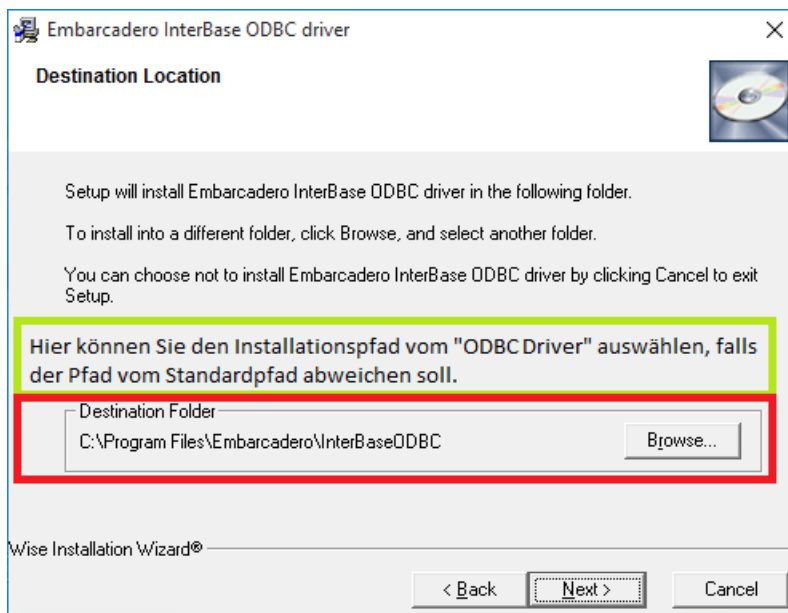 Embarcadero InterBase ODBC driver
Destination Location
Setup will install Embarcadero InterBase ODBC driver in the following folder.
To install into a different folder, click Browse, and select another folder.
You can choose not to install Embarcadero InterBase ODBC driver by clicking Cancel to exit
Setup.
Hier können Sie den Installationspfad vom "ODBC Driver" auswählen, falls
der Pfad vom Standardpfad abweichen soll.
Destination Folder
C:\Program Files\Embarcadero\InterBaseODBC
Browse...
Wise Installation Wizard®
< Back
Next >
Cancel